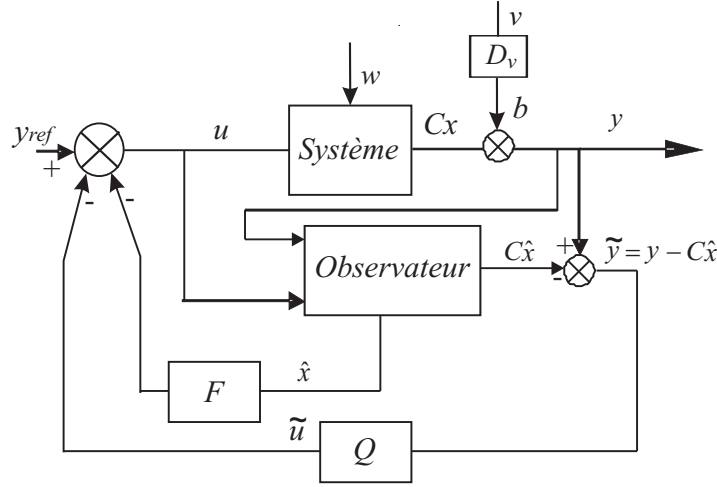 v
D_v
w
b
y_ref
+
-
-
u
Système
Cx
y
Observateur
Cx̂
+
-
ỹ = y − Cx̂
F
x̂
ũ
Q